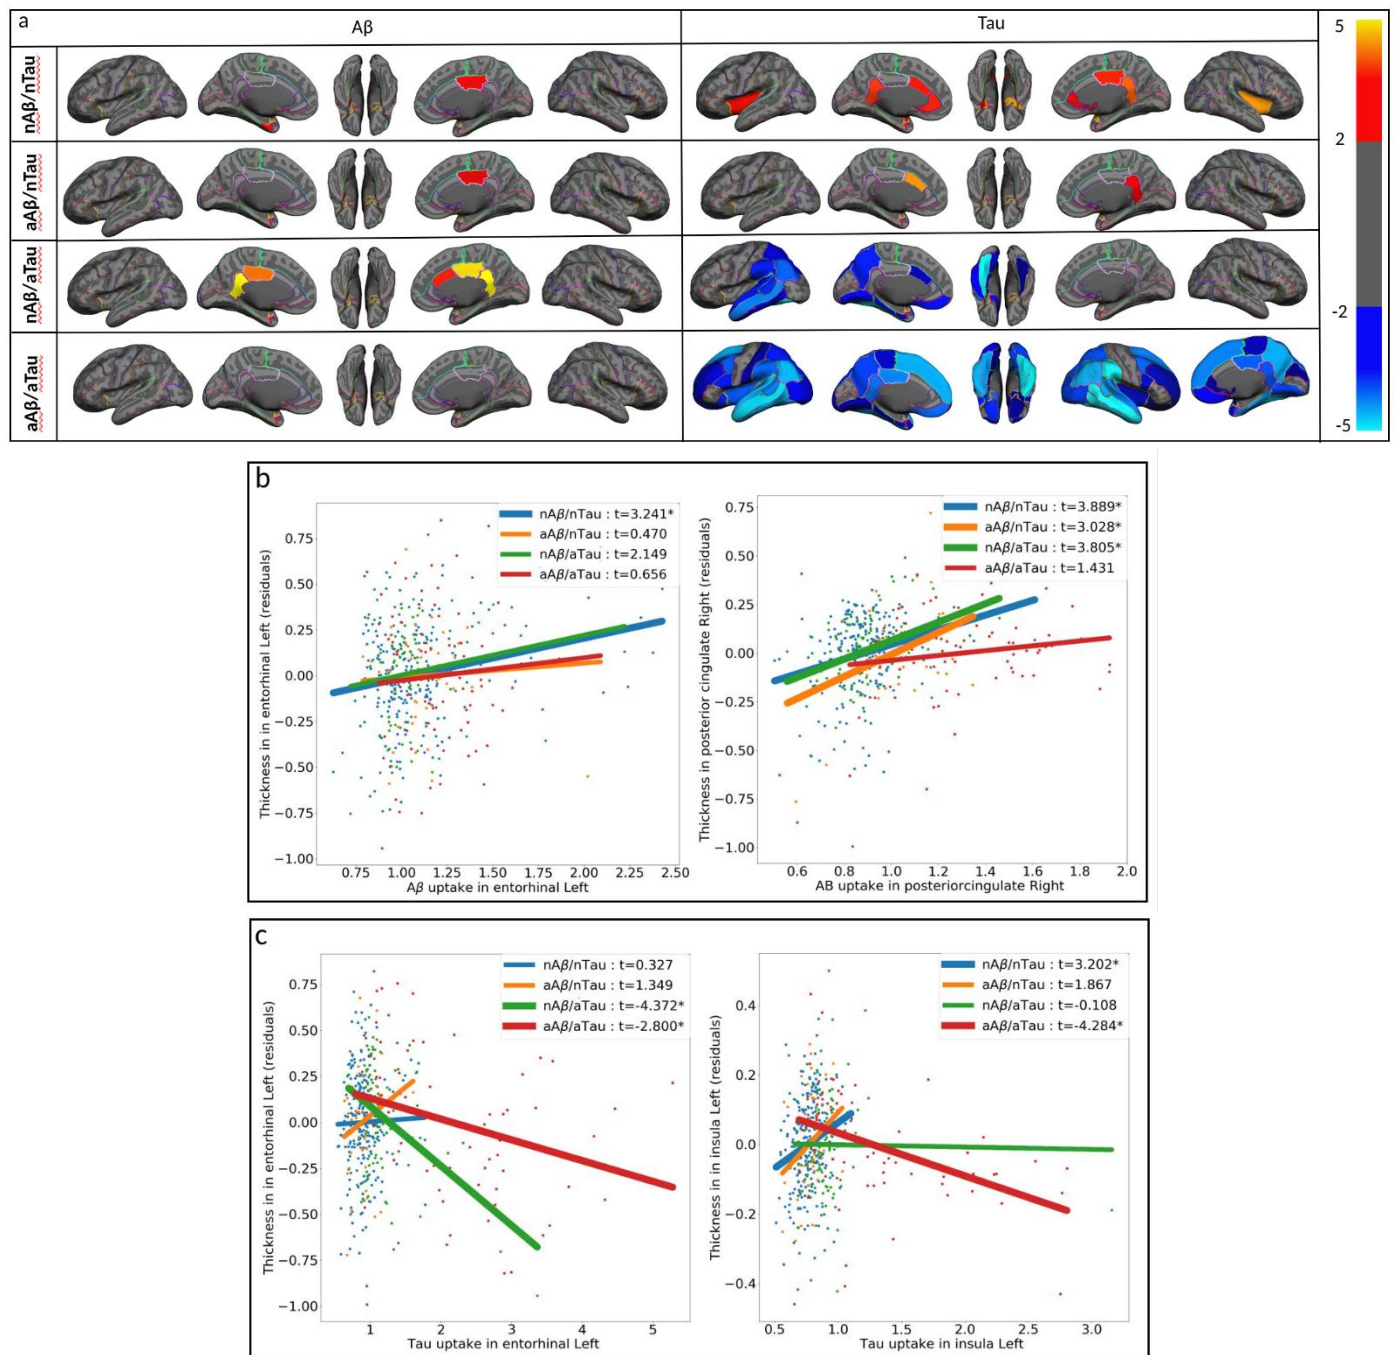 a
Aβ
Tau
nAβ/nTau
aAβ/nTau
nAβ/aTau
aAβ/aTau
5
2
-2
-5
b
nAβ/nTau : t=3.241*
aAβ/nTau : t=0.470
nAβ/aTau : t=2.149
aAβ/aTau : t=0.656
Thickness in in entorhinal Left (residuals)
0.75
0.50
0.25
0.00
−0.25
−0.50
−0.75
−1.00
0.75 1.00 1.25 1.50 1.75 2.00 2.25 2.50
Aβ uptake in entorhinal Left
nAβ/nTau : t=3.889*
aAβ/nTau : t=3.028*
nAβ/aTau : t=3.805*
aAβ/aTau : t=1.431
Thickness in posterior cingulate Right (residuals)
0.75
0.50
0.25
0.00
−0.25
−0.50
−0.75
−1.00
0.6 0.8 1.0 1.2 1.4 1.6 1.8 2.0
AB uptake in posteriorcingulate Right
c
nAβ/nTau : t=0.327
aAβ/nTau : t=1.349
nAβ/aTau : t=-4.372*
aAβ/aTau : t=-2.800*
Thickness in in entorhinal Left (residuals)
0.75
0.50
0.25
0.00
−0.25
−0.50
−0.75
−1.00
1 2 3 4 5
Tau uptake in entorhinal Left
nAβ/nTau : t=3.202*
aAβ/nTau : t=1.867
nAβ/aTau : t=-0.108
aAβ/aTau : t=-4.284*
Thickness in in insula Left (residuals)
0.4
0.2
0.0
−0.2
−0.4
0.5 1.0 1.5 2.0 2.5 3.0
Tau uptake in insula Left